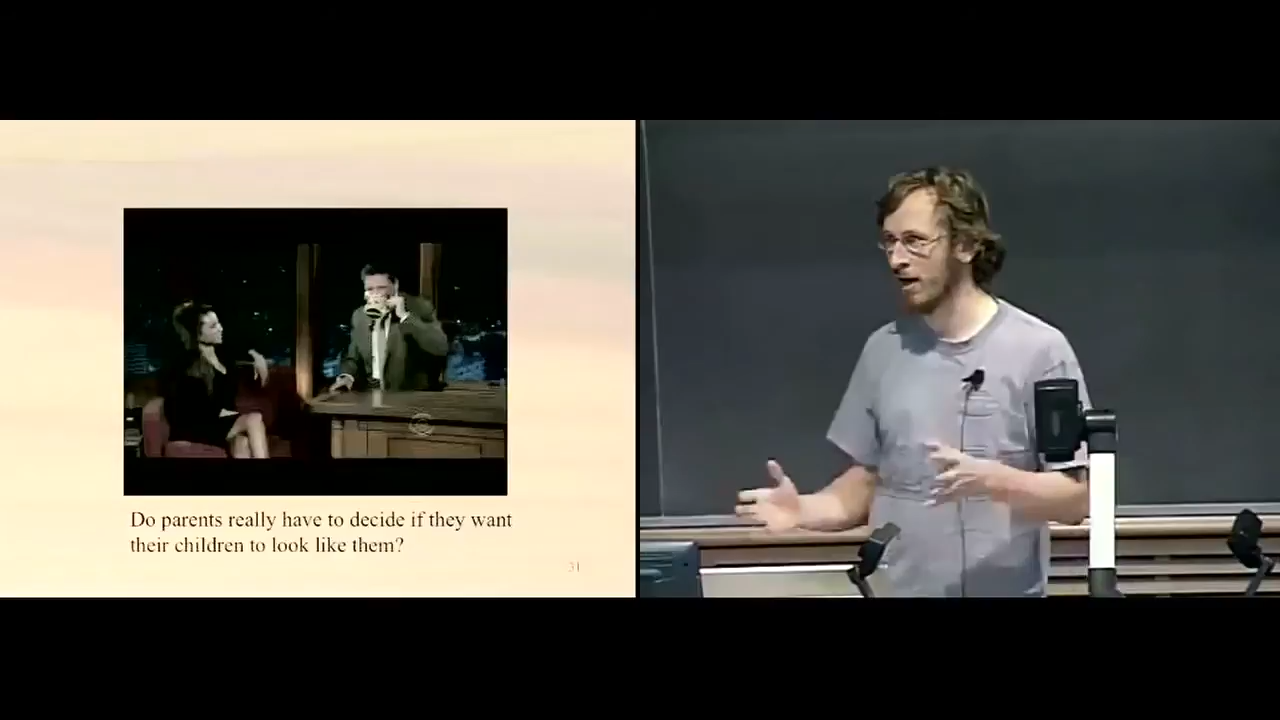 Do parents really have to decide if they want
their children to look like them?
31